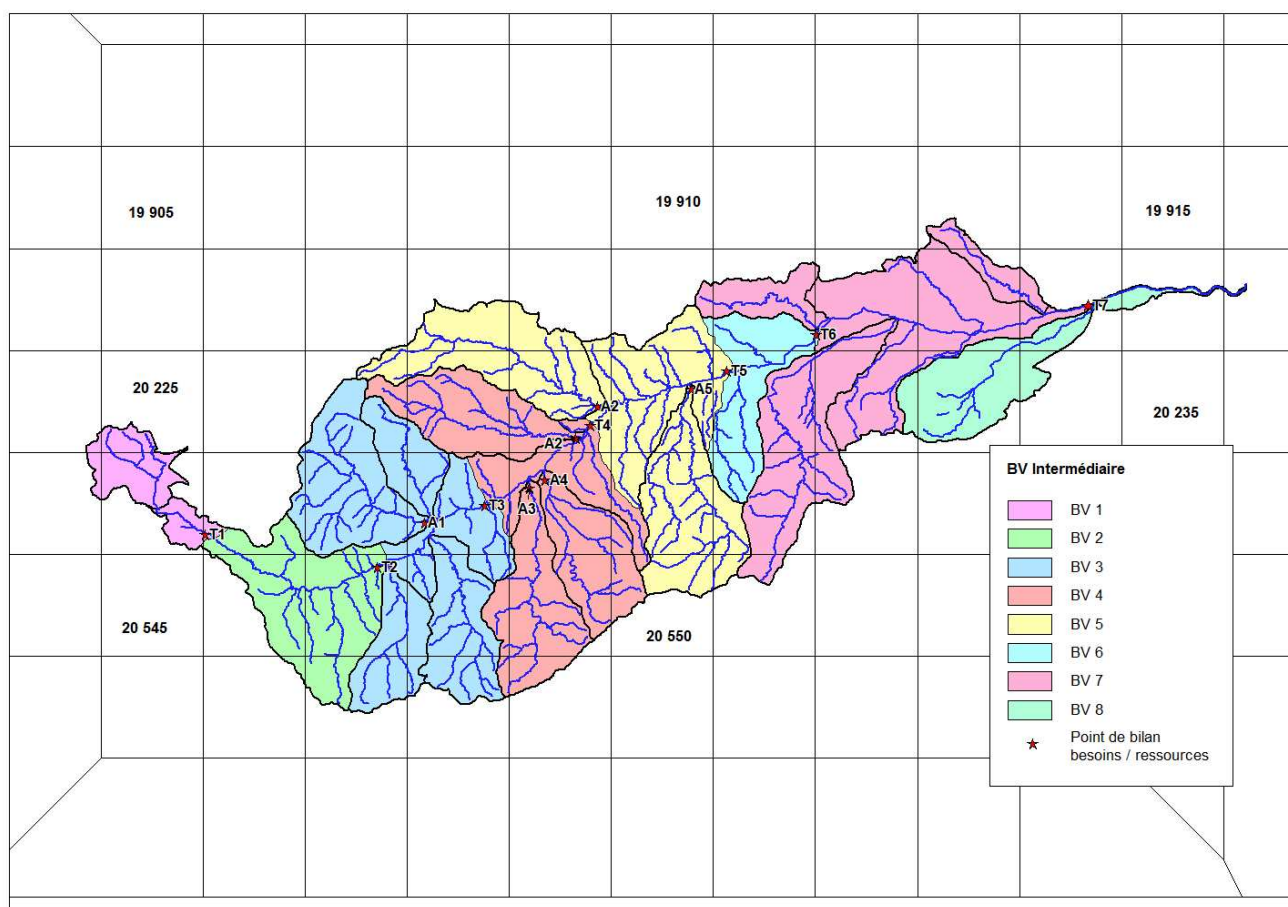 19 905
19 910
19 915
T7
T6
T5
20 225
A5
A2
20 235
T4
A2
A4
A3
T3
A1
T1
T2
20 545
20 550
BV Intermédiaire
BV 1
BV 2
BV 3
BV 4
BV 5
BV 6
BV 7
BV 8
Point de bilan
besoins / ressources